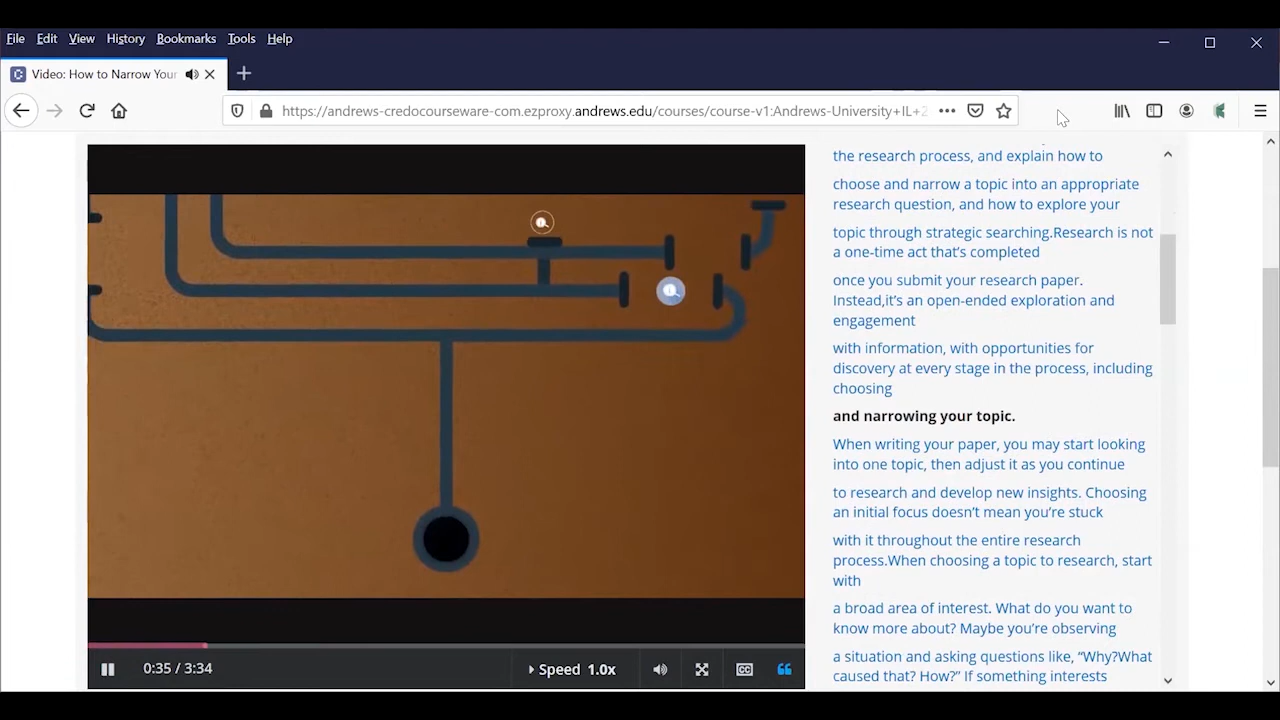 File Edit View History Bookmarks Tools Help
Video: How to Narrow Your
https://andrews-credocourseware-com.ezproxy.andrews.edu/courses/course-v1:Andrews-University+IL+2
the research process, and explain how to
choose and narrow a topic into an appropriate
research question, and how to explore your
topic through strategic searching.Research is not
a one-time act that’s completed
once you submit your research paper.
Instead,it’s an open-ended exploration and
engagement
with information, with opportunities for
discovery at every stage in the process, including
choosing
and narrowing your topic.
When writing your paper, you may start looking
into one topic, then adjust it as you continue
to research and develop new insights. Choosing
an initial focus doesn’t mean you’re stuck
with it throughout the entire research
process.When choosing a topic to research, start
with
a broad area of interest. What do you want to
know more about? Maybe you’re observing
a situation and asking questions like, “Why?What
caused that? How?” If something interests
0:35 / 3:34
Speed 1.0x
CC